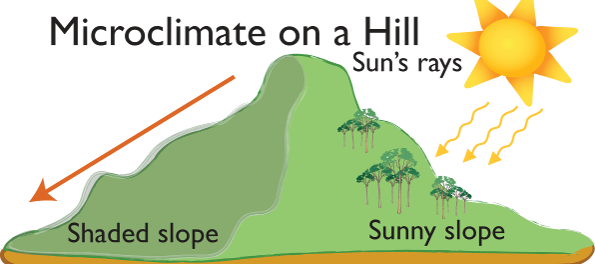 Microclimate on a Hill
Sun's rays
Shaded slope
Sunny slope